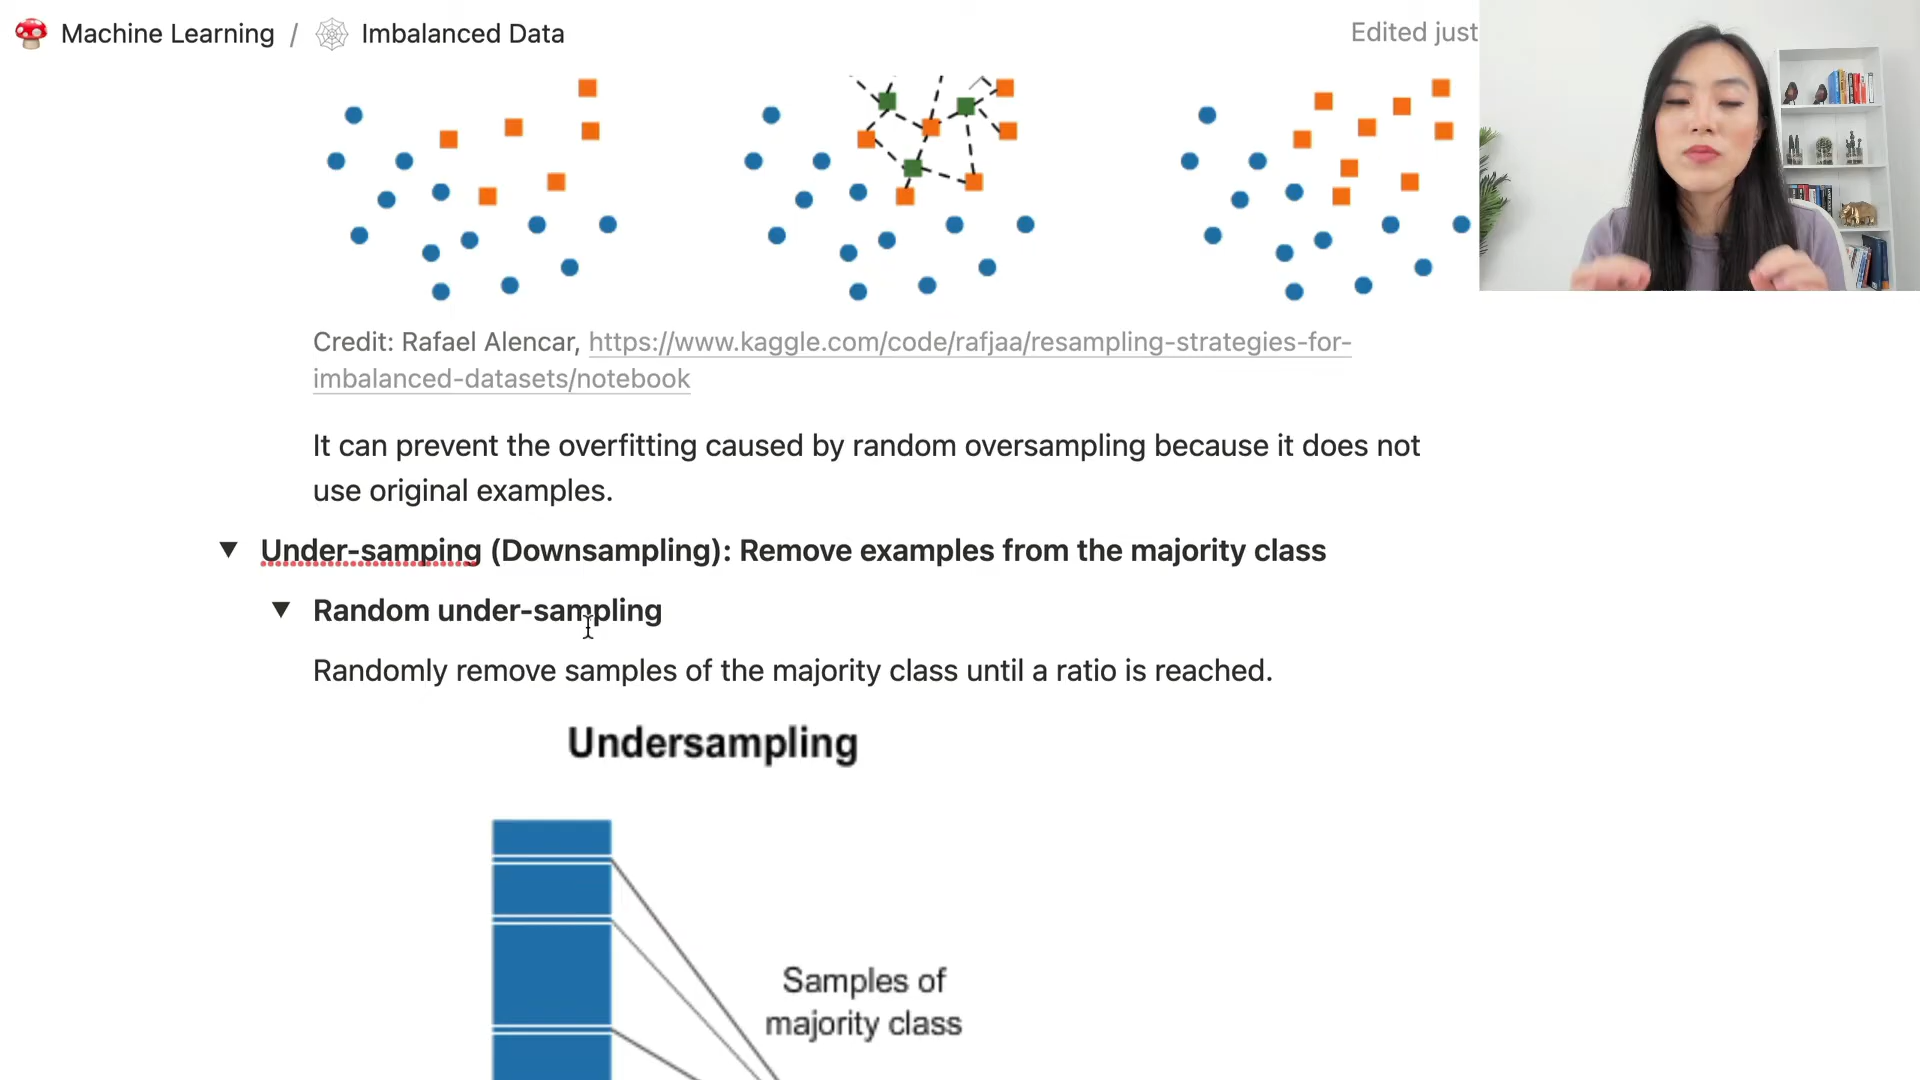 Machine Learning / Imbalanced Data
Edited just
Credit: Rafael Alencar, https://www.kaggle.com/code/rafjaa/resampling-strategies-for-
imbalanced-datasets/notebook
It can prevent the overfitting caused by random oversampling because it does not
use original examples.
Under-samping (Downsampling): Remove examples from the majority class
Random under-sampling
Randomly remove samples of the majority class until a ratio is reached.
Undersampling
Samples of
majority class